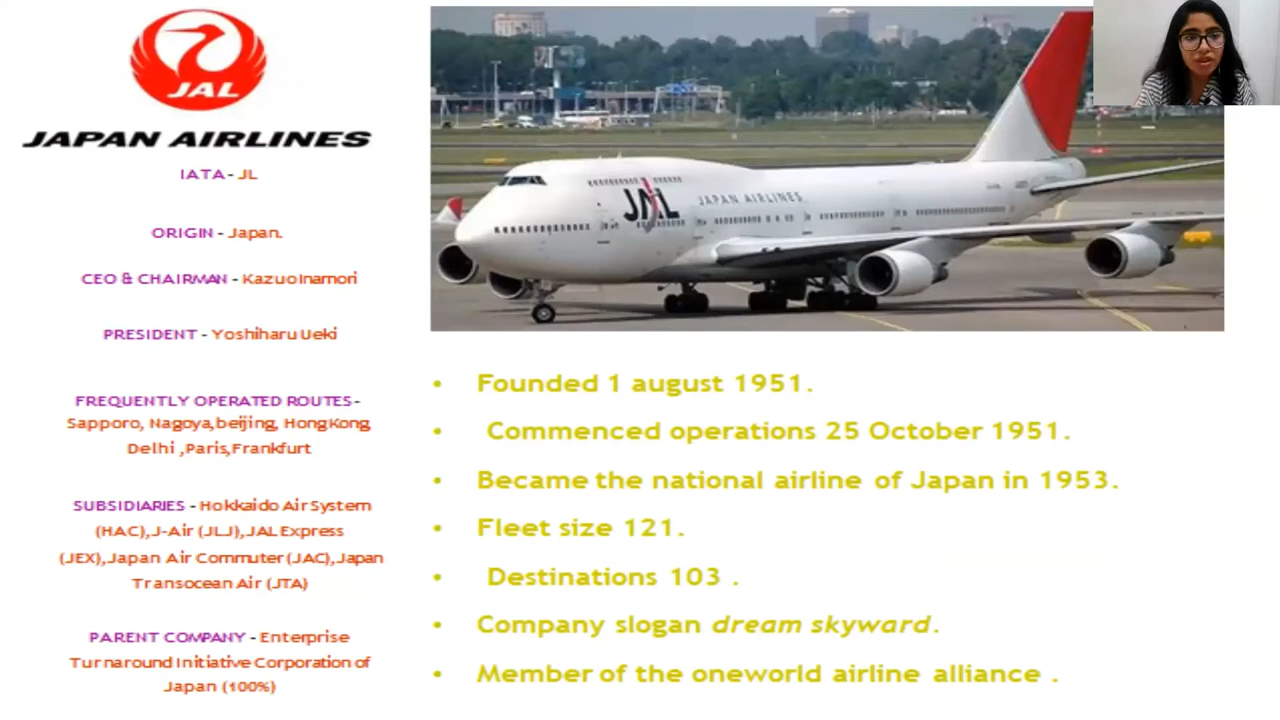 JAL
JAPAN AIRLINES
IATA- JL
ORIGIN - Japan.
CEO & CHAIRMAN - Kazuo Inamori
PRESIDENT - Yoshiharu Ueki
FREQUENTLY OPERATED ROUTES-
Sapporo, Nagoya,beijing, HongKong,
Delhi ,Paris,Frankfurt
SUBSIDIARIES - Hokkaido Air System
(HAC),J-Air (JLJ),JAL Express
(JEX),Japan Air Commuter (JAC),Japan
Transocean Air (JTA)
PARENT COMPANY - Enterprise
Turnaround Initiative Corporation of
Japan (100%)
JAL JAPAN AIRLINES
• Founded 1 august 1951.
• Commenced operations 25 October 1951.
• Became the national airline of Japan in 1953.
• Fleet size 121.
• Destinations 103 .
• Company slogan dream skyward.
• Member of the oneworld airline alliance .